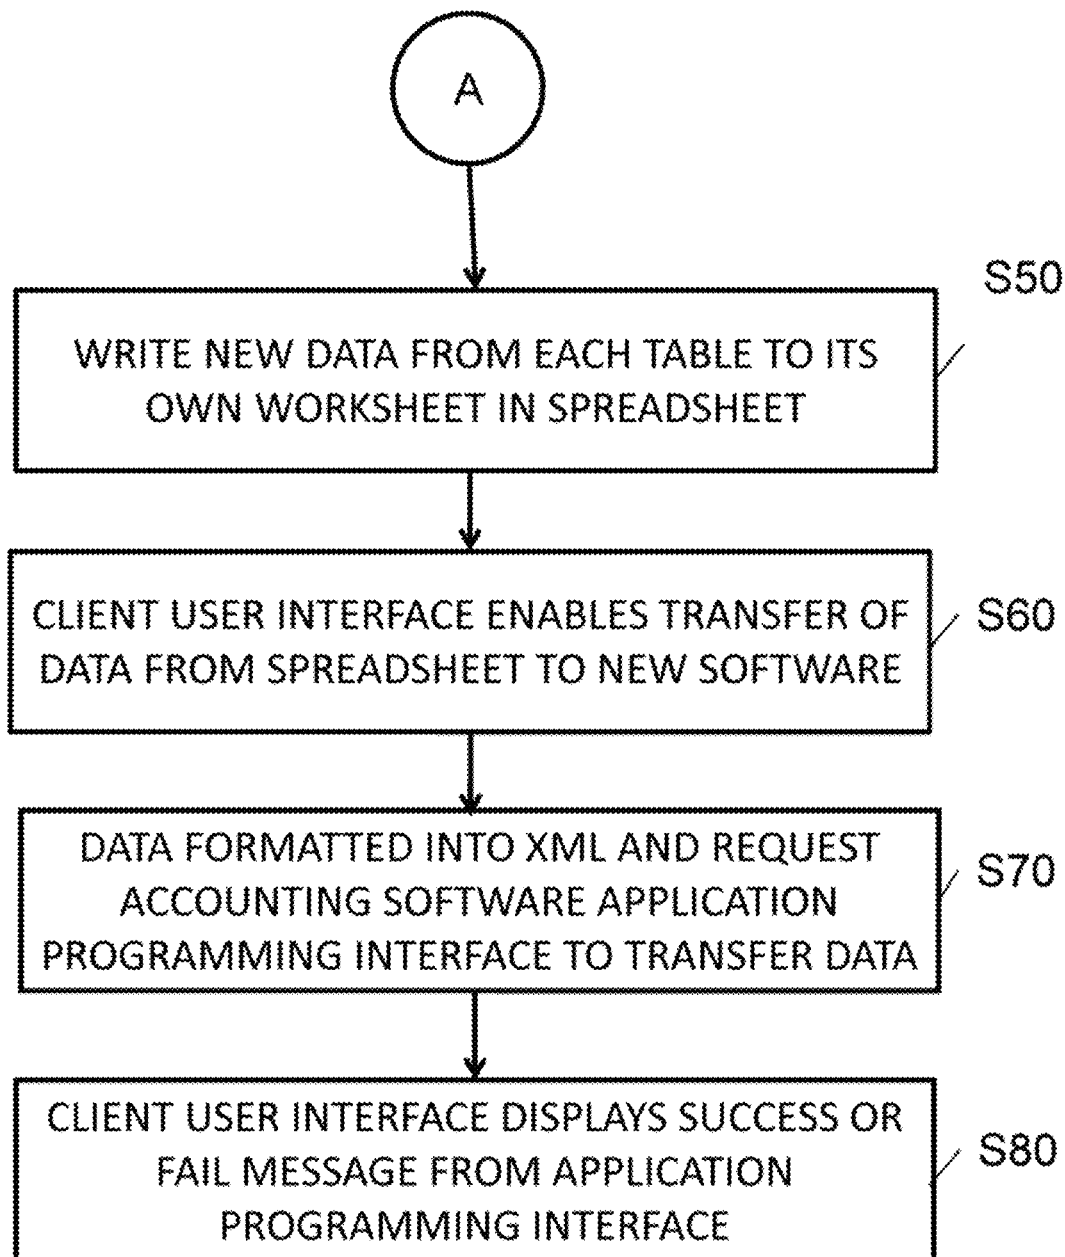 A
S50
WRITE NEW DATA FROM EACH TABLE TO ITS
OWN WORKSHEET IN SPREADSHEET
CLIENT USER INTERFACE ENABLES TRANSFER OF
DATA FROM SPREADSHEET TO NEW SOFTWARE
S60
DATA FORMATTED INTO XML AND REQUEST
ACCOUNTING SOFTWARE APPLICATION
PROGRAMMING INTERFACE TO TRANSFER DATA
S70
CLIENT USER INTERFACE DISPLAYS SUCCESS OR
FAIL MESSAGE FROM APPLICATION
PROGRAMMING INTERFACE
S80